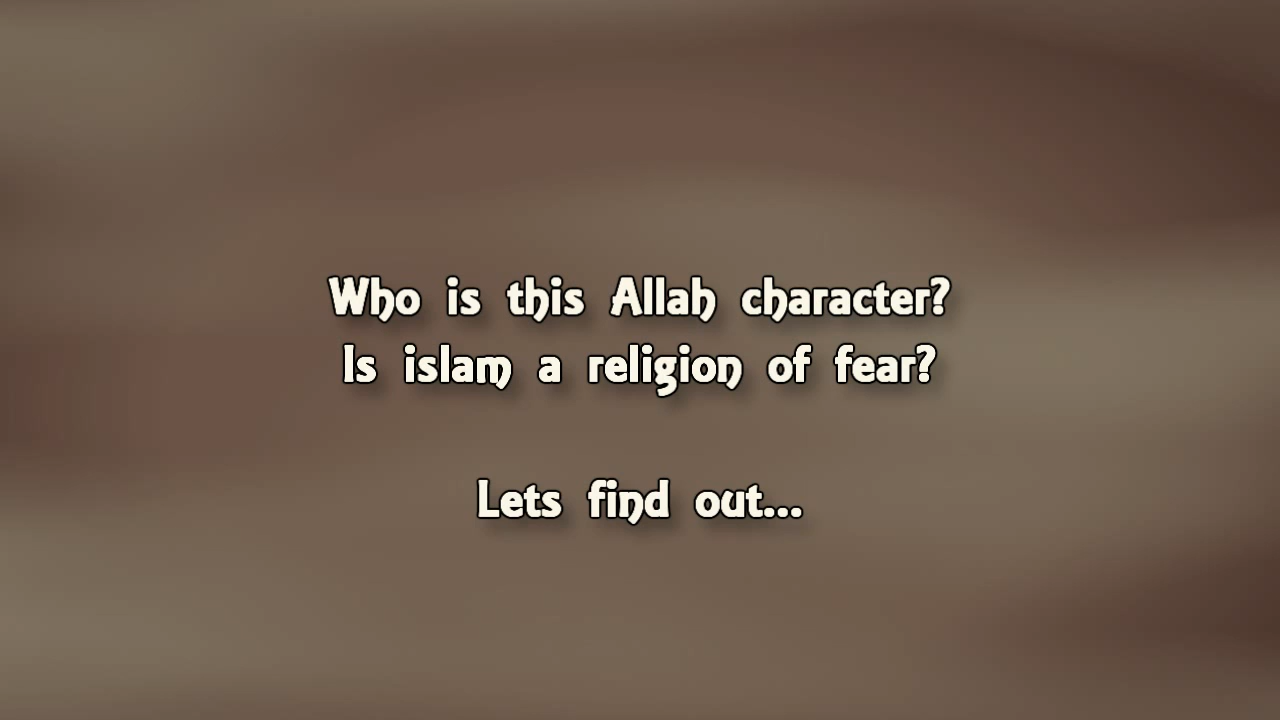 Who is this Allah character?
Is islam a religion of fear?
Lets find out...